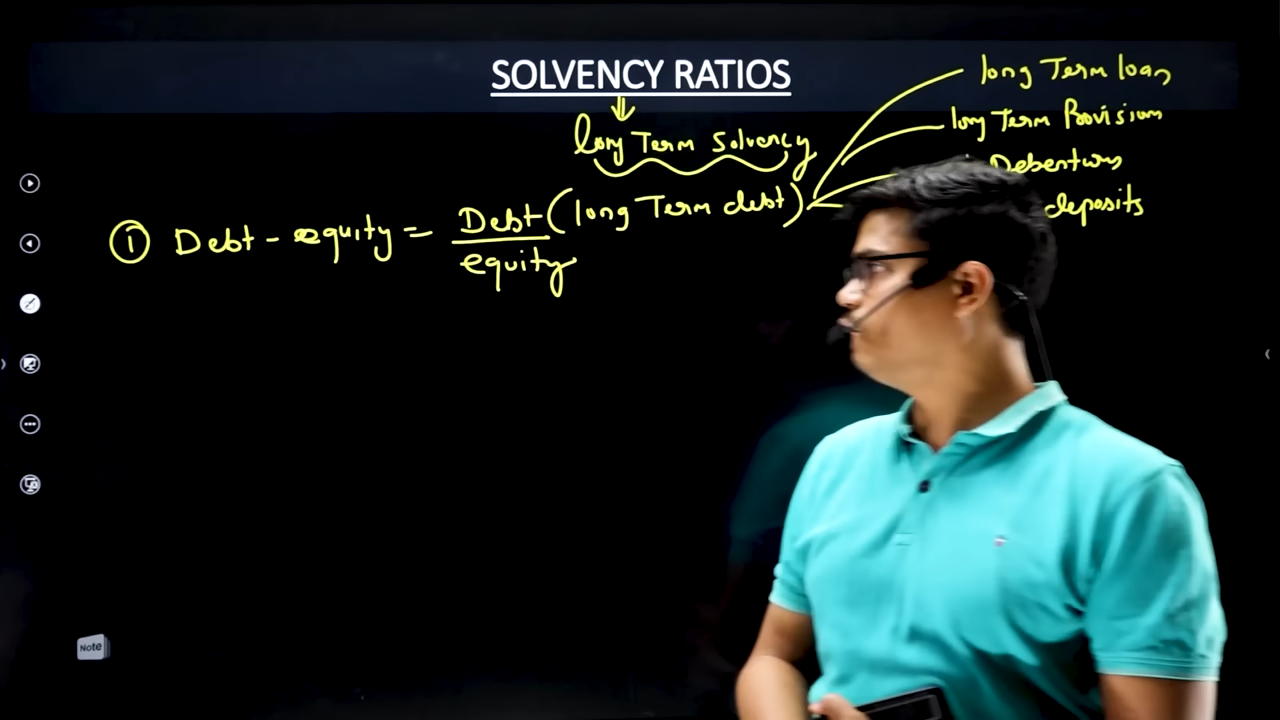 SOLVENCY RATIOS
long Term loan
long Term Provision
long Term Solvency
Debentures
① Debt - equity = Debt (long Term debt)
equity
deposits
Note